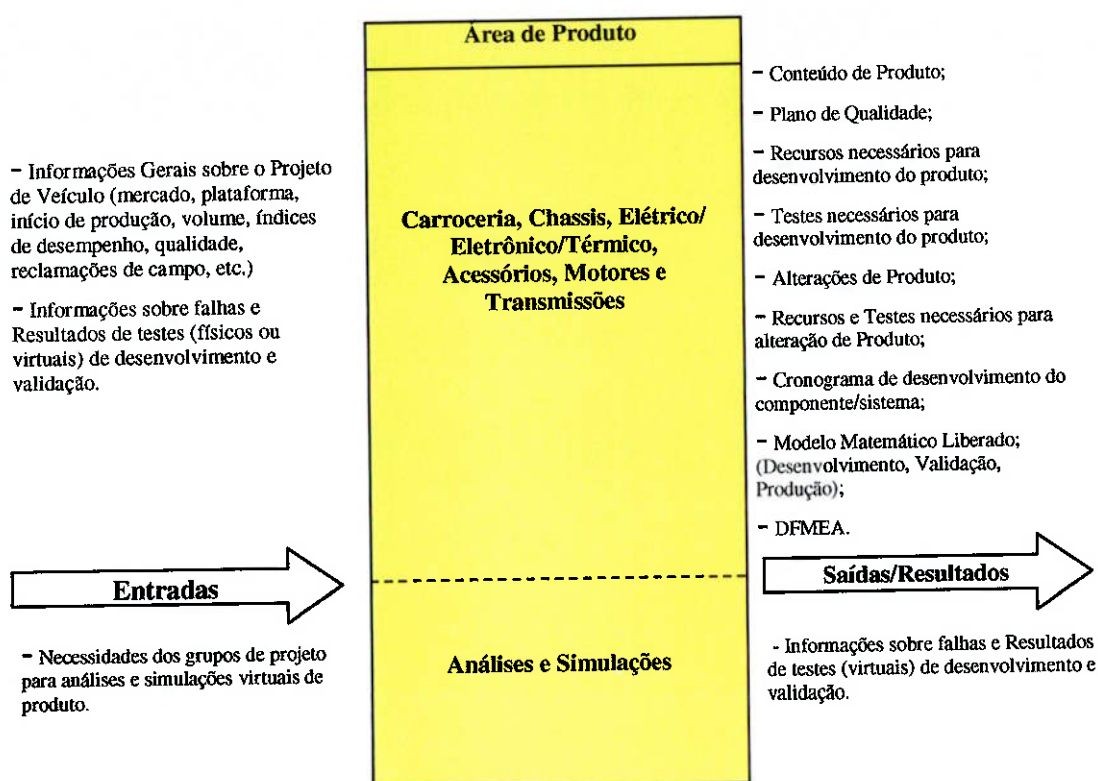 Área de Produto
- Informações Gerais sobre o Projeto
de Veículo (mercado, plataforma,
início de produção, volume, índices
de desempenho, qualidade,
reclamações de campo, etc.)
- Informações sobre falhas e
Resultados de testes (físicos ou
virtuais) de desenvolvimento e
validação.
Entradas
- Necessidades dos grupos de projeto
para análises e simulações virtuais de
produto.
Carroceria, Chassis, Elétrico/
Eletrônico/Térmico,
Acessórios, Motores e
Transmissões
Análises e Simulações
- Conteúdo de Produto;
- Plano de Qualidade;
- Recursos necessários para
desenvolvimento do produto;
- Testes necessários para
desenvolvimento do produto;
- Alterações de Produto;
- Recursos e Testes necessários para
alteração de Produto;
- Cronograma de desenvolvimento do
componente/sistema;
- Modelo Matemático Liberado;
(Desenvolvimento, Validação,
Produção);
- DFMEA.
Saídas/Resultados
- Informações sobre falhas e Resultados
de testes (virtuais) de desenvolvimento e
validação.